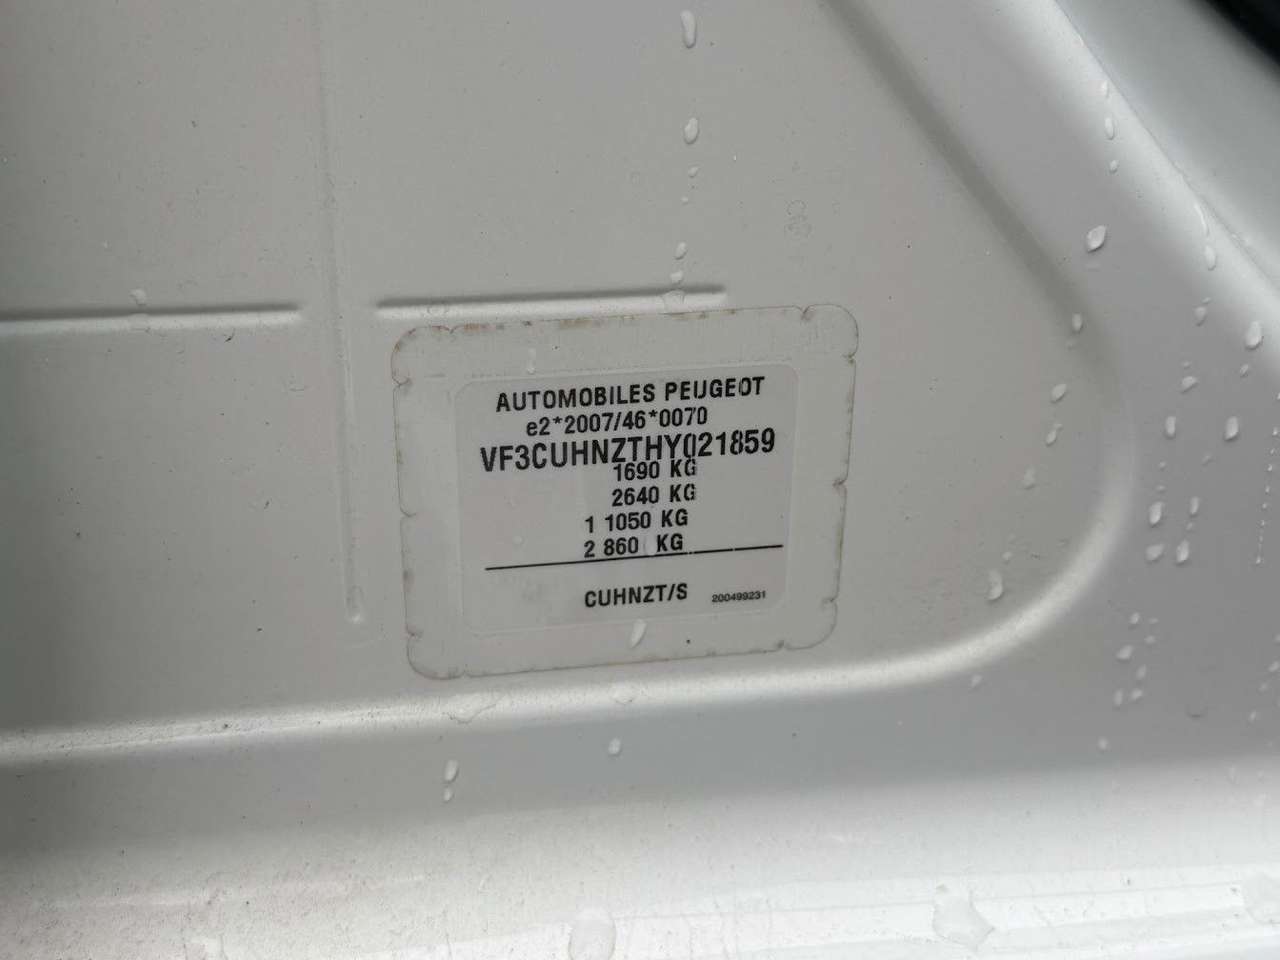 AUTOMOBILES PEUGEOT
e2*2007/46*0070
VF3CUHNZTHY021859
1690 KG
2640 KG
1 1050 KG
2 860 KG
CUHNZT/S 200499231